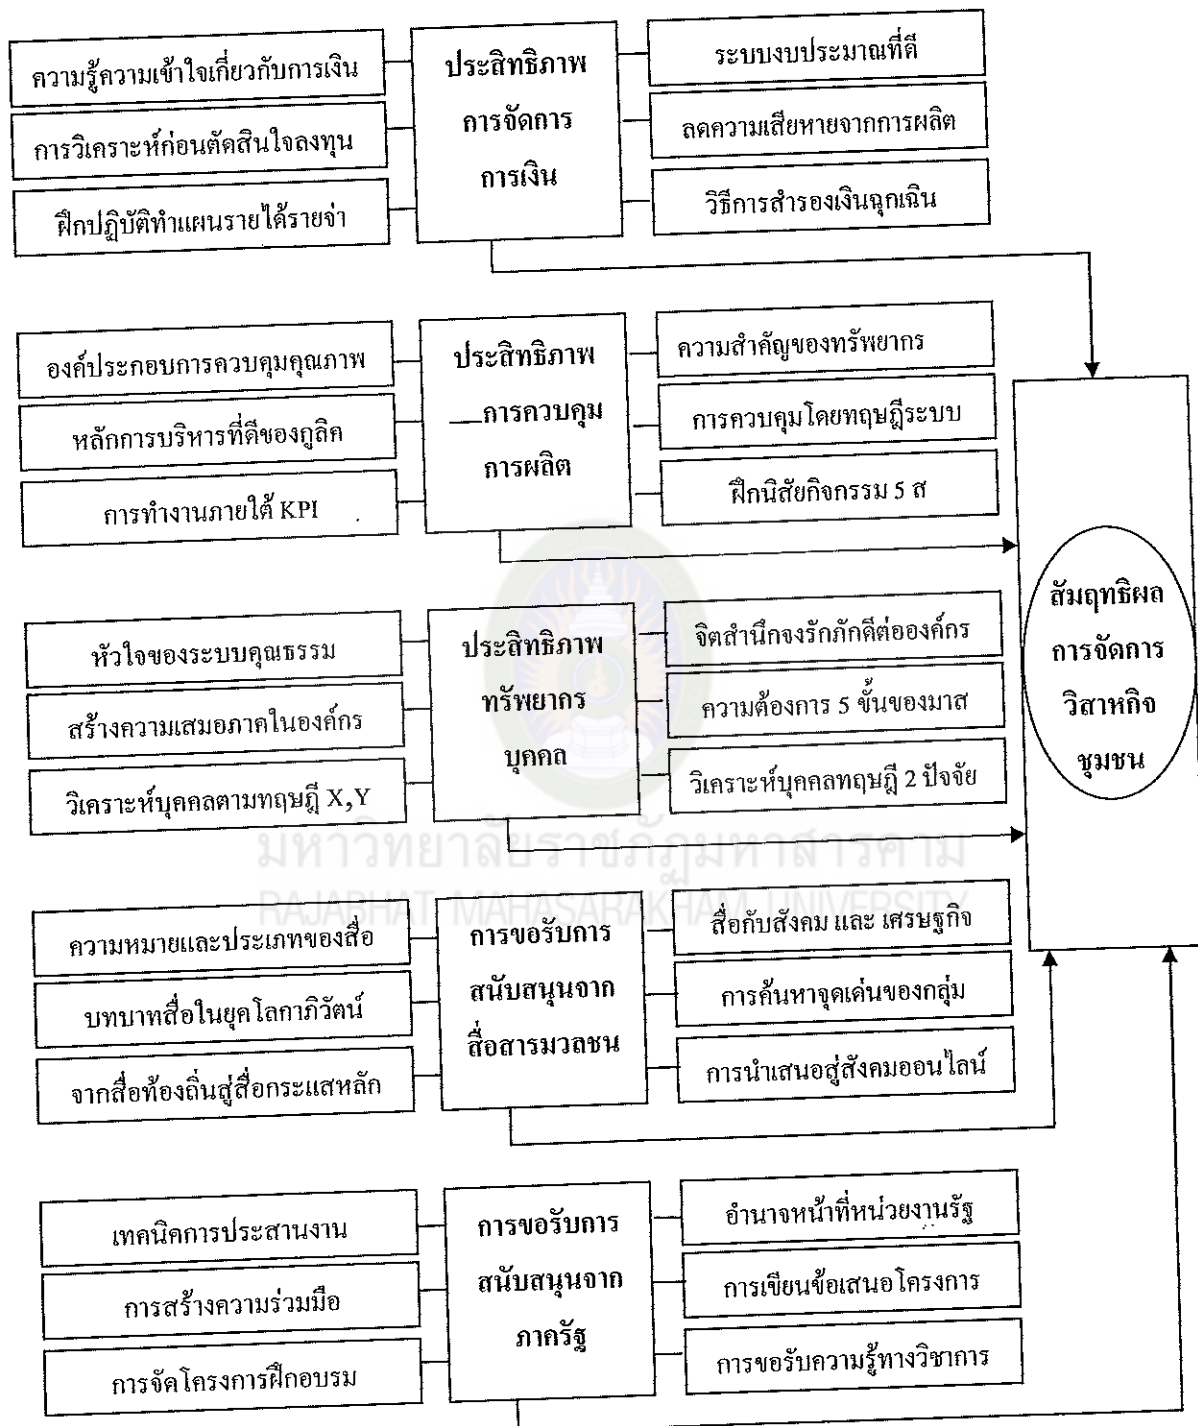 ความรู้ความเข้าใจเกี่ยวกับการเงิน
การวิเคราะห์ก่อนตัดสินใจลงทุน
ฝึกปฏิบัติทำแผนรายได้รายจ่า
ประสิทธิภาพ
การจัดการ
การเงิน
ระบบงบประมาณที่ดี
ลดความเสียหายจากการผลิต
วิธีการสำรองเงินฉุกเฉิน
องค์ประกอบการควบคุมคุณภาพ
หลักการบริหารที่ดีของกูลิค
การทำงานภายใต้ KPI
ประสิทธิภาพ
การควบคุม
การผลิต
ความสำคัญของทรัพยากร
การควบคุมโดยทฤษฎีระบบ
ฝึกนิสัยกิจกรรม 5 ส
หัวใจของระบบคุณธรรม
สร้างความเสมอภาคในองค์กร
วิเคราะห์บุคคลตามทฤษฎี X,Y
ประสิทธิภาพ
ทรัพยากร
บุคคล
จิตสำนึกจงรักภักดีต่อองค์กร
ความต้องการ 5 ขั้นของมาส
วิเคราะห์บุคคลทฤษฎี 2 ปัจจัย
สัมฤทธิผล
การจัดการ
วิสาหกิจ
ชุมชน
มหาวิทยาลัยราชภัฏมหาสารคาม
RAJABHAT MAHASARAKHAM UNIVERSITY
ความหมายและประเภทของสื่อ
บทบาทสื่อในยุคโลกาภิวัตน์
จากสื่อท้องถิ่นสู่สื่อกระแสหลัก
การขอรับการ
สนับสนุนจาก
สื่อสารมวลชน
สื่อกับสังคม และ เศรษฐกิจ
การค้นหาจุดเด่นของกลุ่ม
การนำเสนอสู่สังคมออนไลน์
เทคนิคการประสานงาน
การสร้างความร่วมมือ
การจัดโครงการฝึกอบรม
การขอรับการ
สนับสนุนจาก
ภาครัฐ
อำนาจหน้าที่หน่วยงานรัฐ
การเขียนข้อเสนอโครงการ
การขอรับความรู้ทางวิชาการ